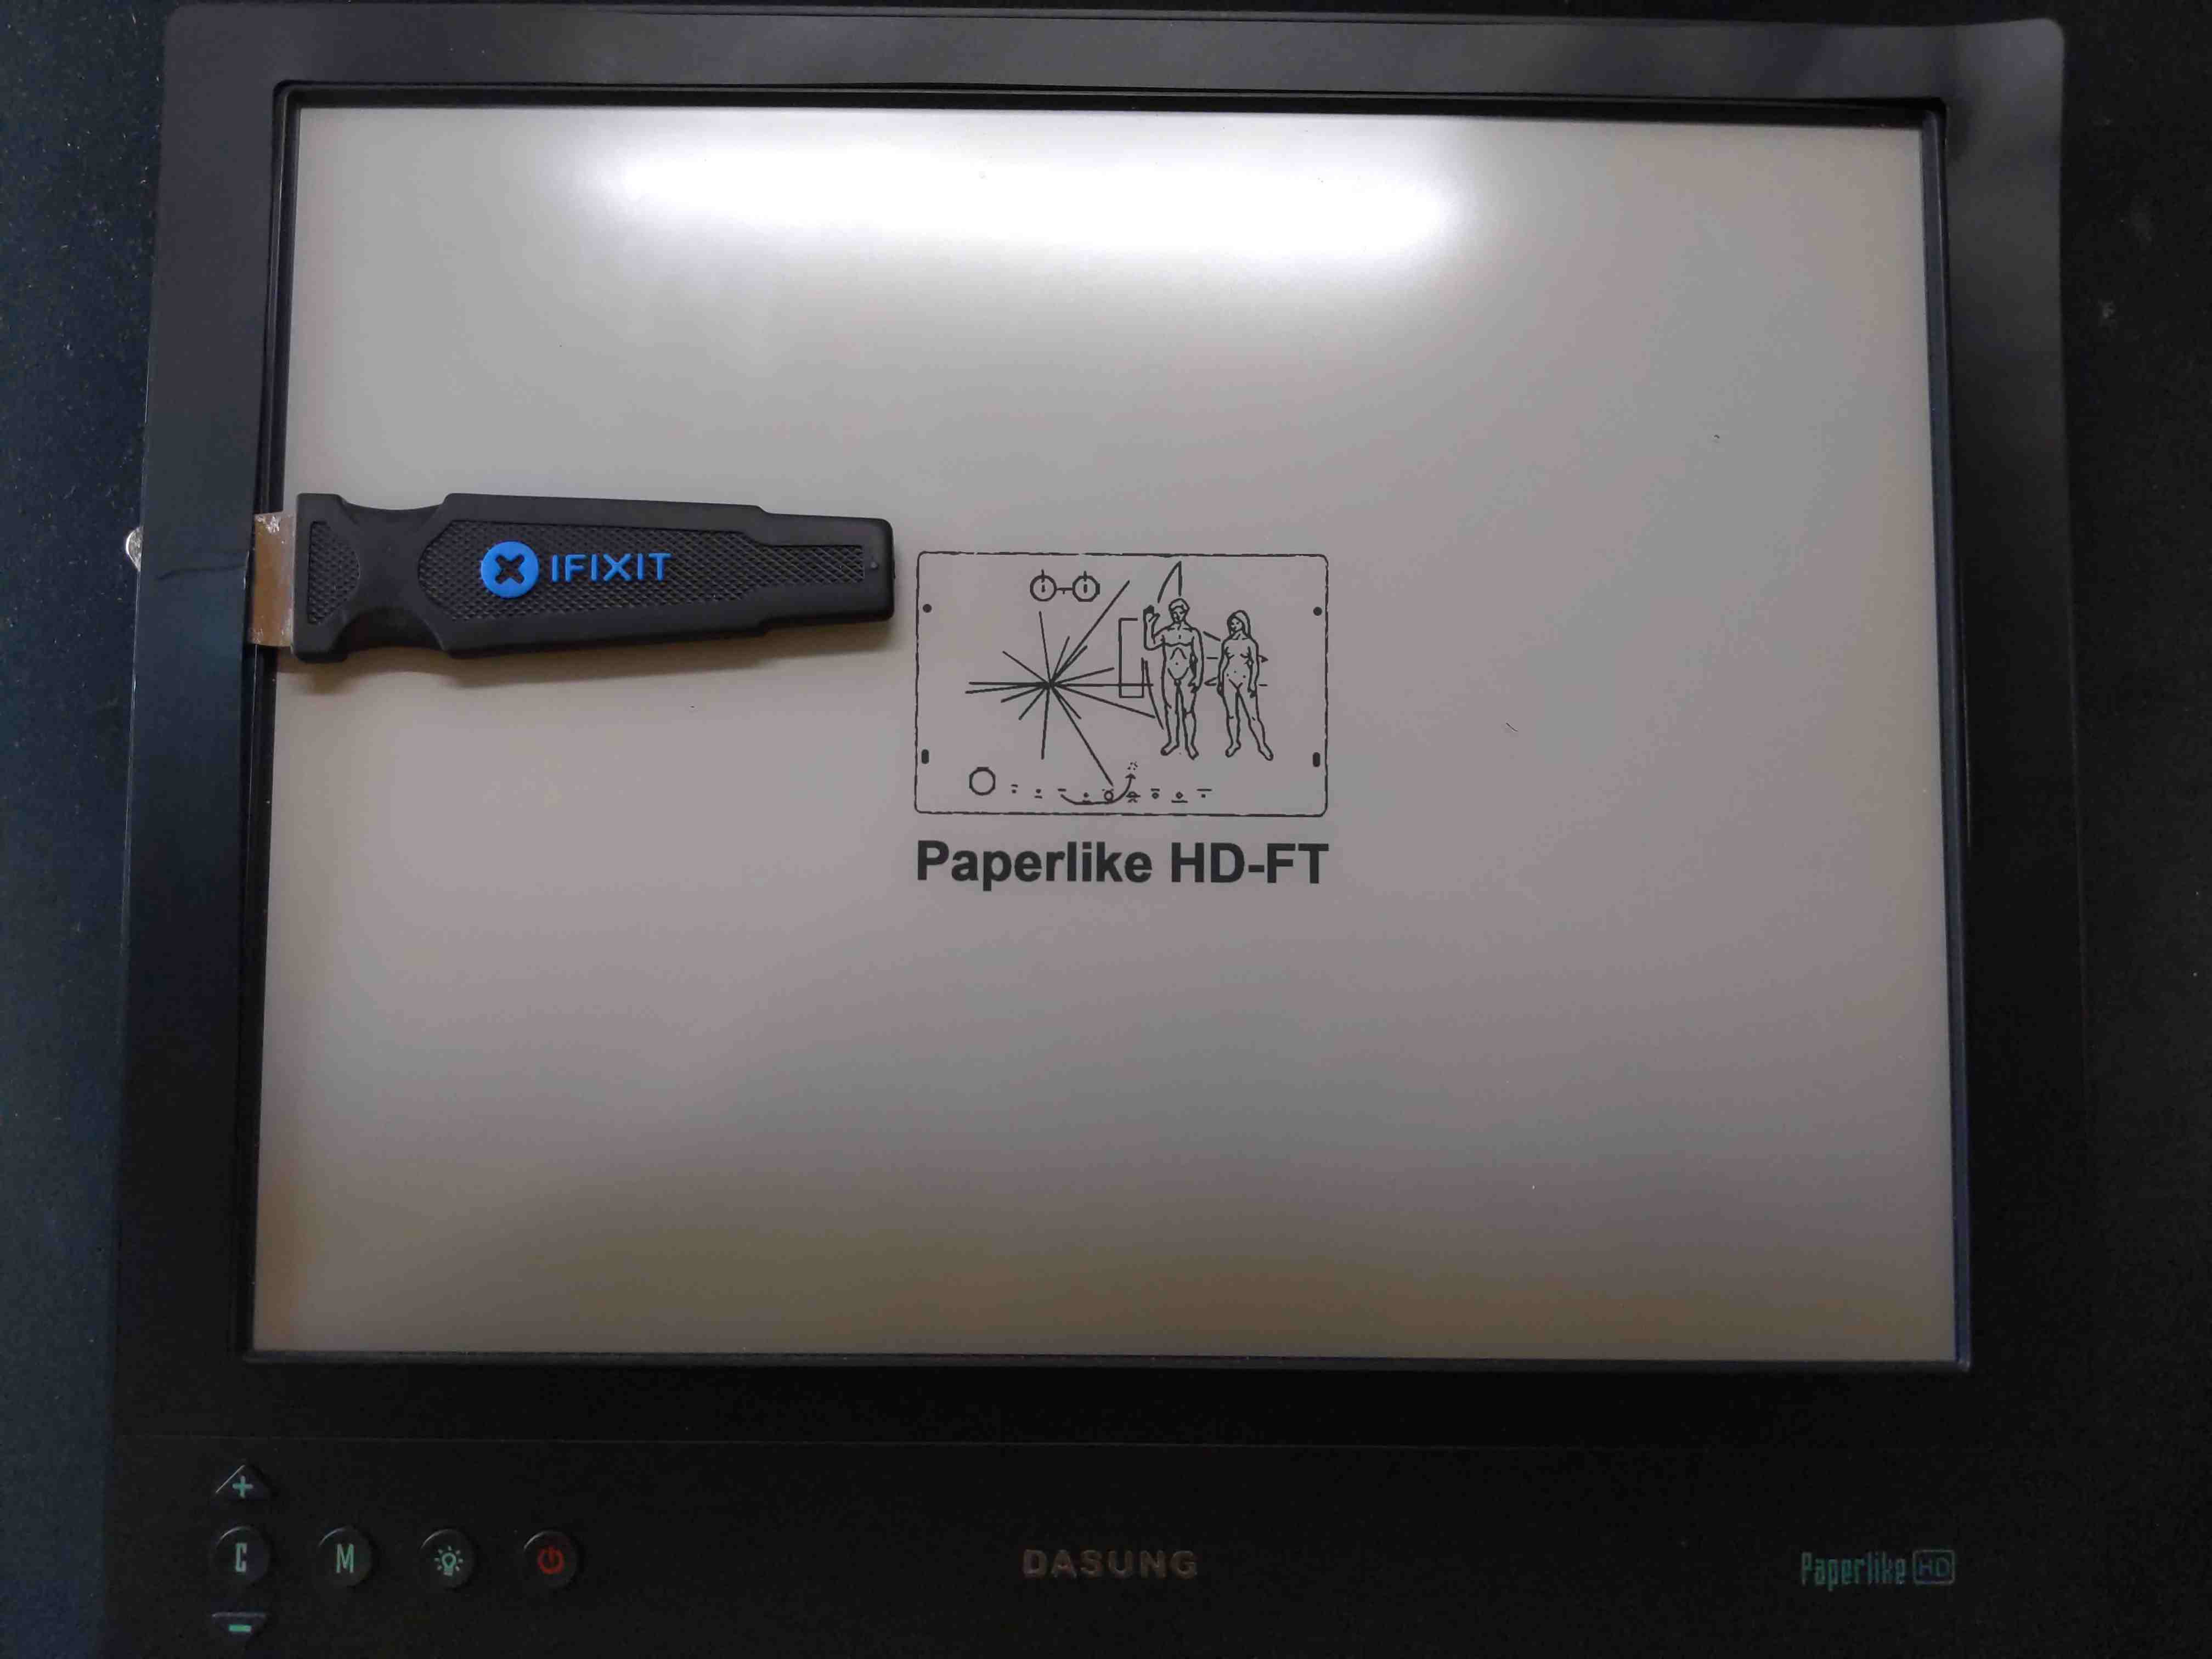 IFIXIT
Paperlike HD-FT
+
C M
-
DASUNG
Paperlike HD